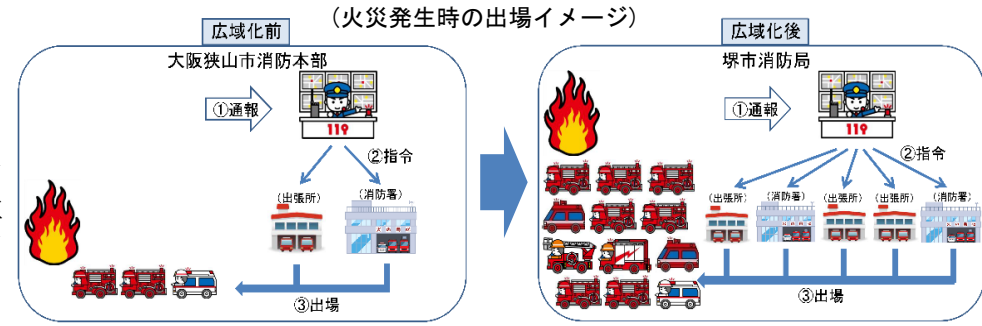 （火災発生時の出場イメージ）
広域化前
大阪狭山市消防本部
①通報
119
②指令
（出張所）
（消防署）
③出場
広域化後
堺市消防局
①通報
119
②指令
（出張所）
（消防署）
（出張所）
（出張所）
（消防署）
③出場